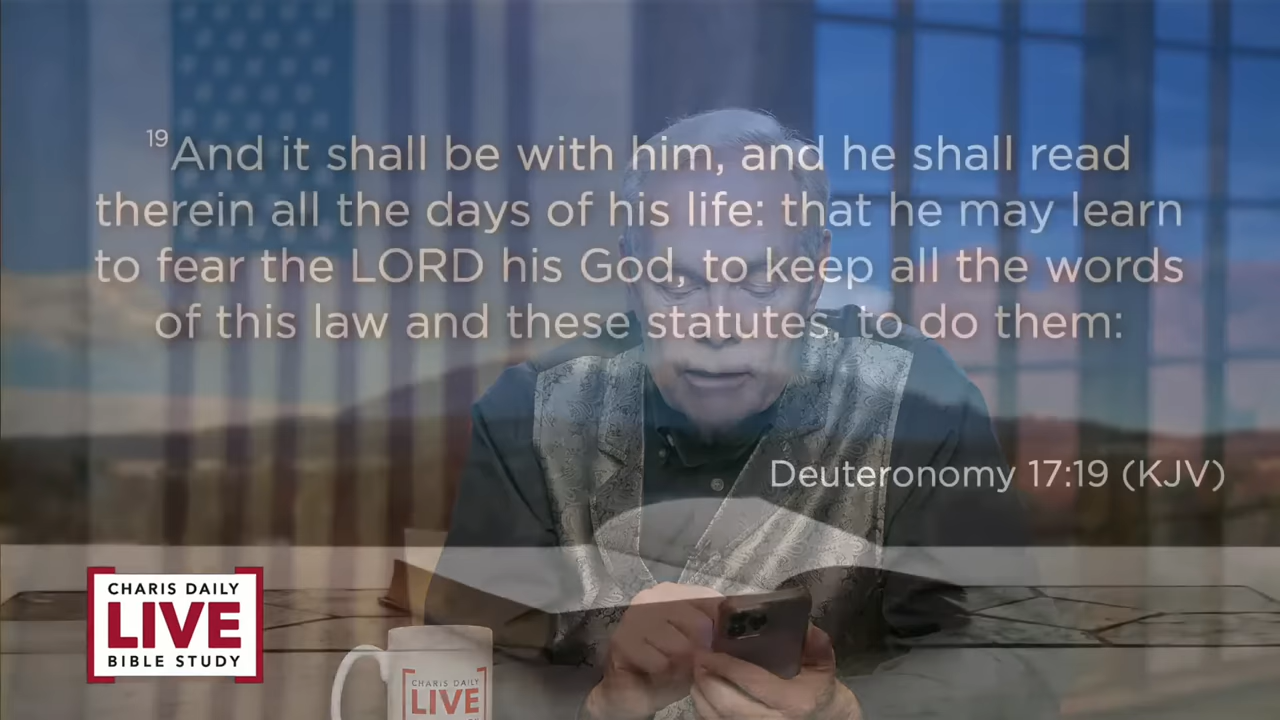 19 And it shall be with him, and he shall read
therein all the days of his life: that he may learn
to fear the LORD his God, to keep all the words
of this law and these statutes, to do them:
Deuteronomy 17:19 (KJV)
CHARIS DAILY
LIVE
BIBLE STUDY
CHARIS DAILY
LIVE